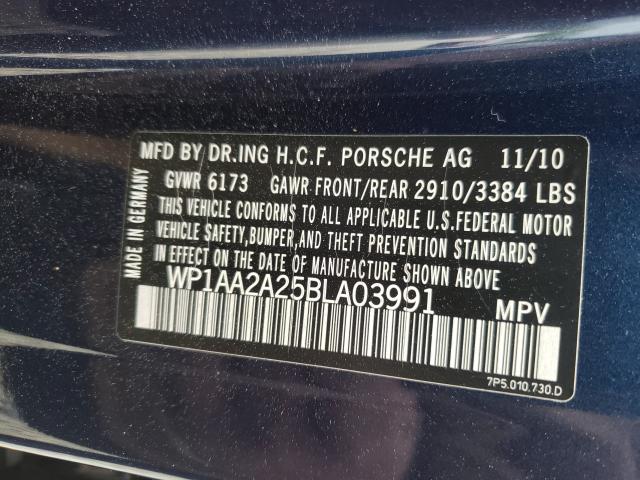 MFD BY DR.ING H.C.F. PORSCHE AG 11/10
GVWR 6173 GAWR FRONT/REAR 2910/3384 LBS
THIS VEHICLE CONFORMS TO ALL APPLICABLE U.S.FEDERAL MOTOR
VEHICLE SAFETY,BUMPER,AND THEFT PREVENTION STANDARDS
IN EFFECT ON THE DATE OF MANUFACTURE SHOWN ABOVE
WP1AA2A25BLA03991 MPV
7P5.010.730.D
MADE IN GERMANY